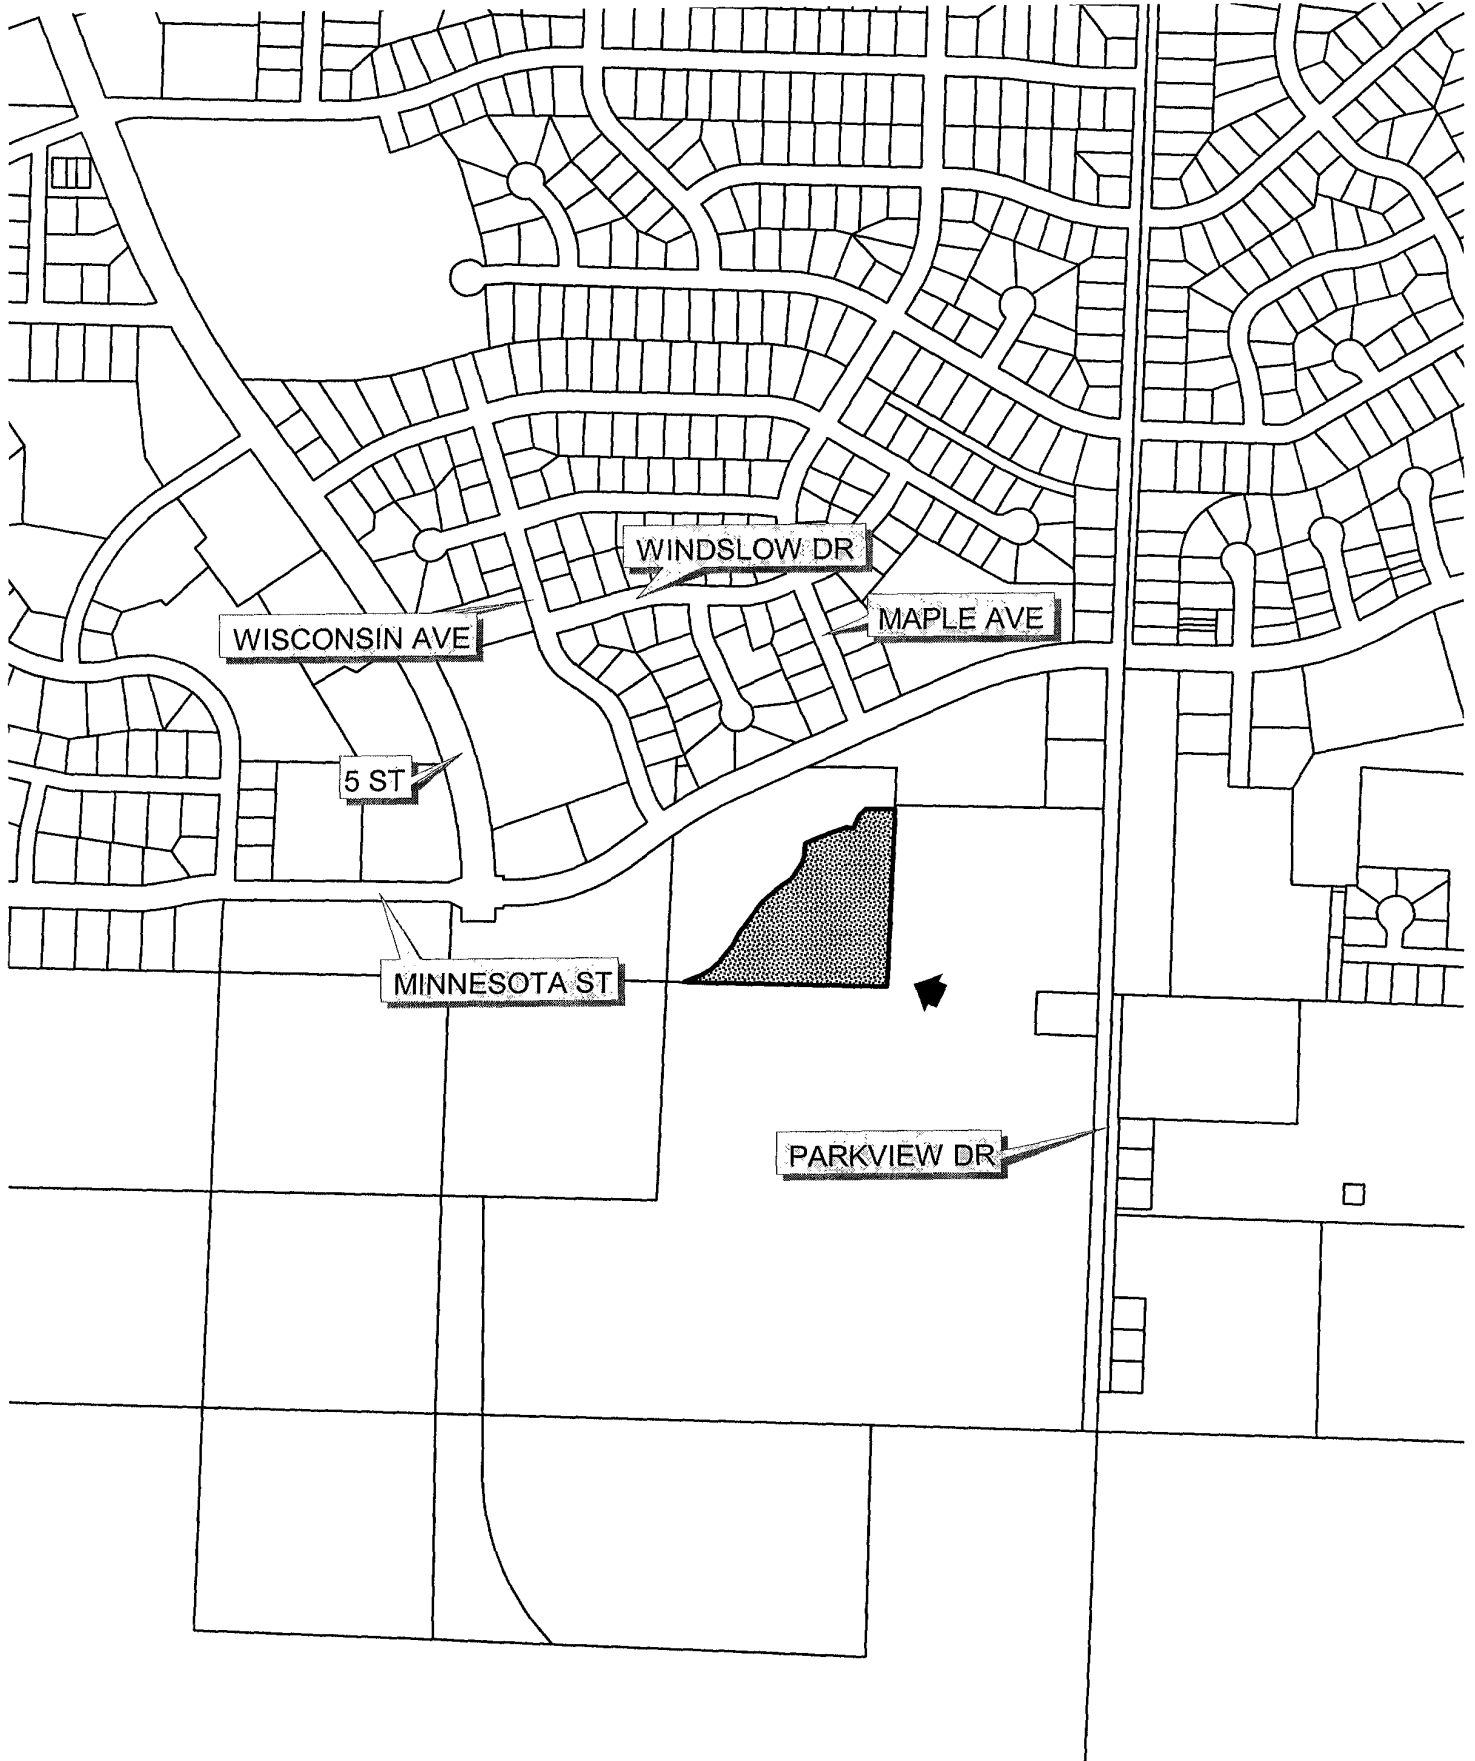 WINDSLOW DR
WISCONSIN AVE
MAPLE AVE
5 ST
MINNESOTA ST
PARKVIEW DR